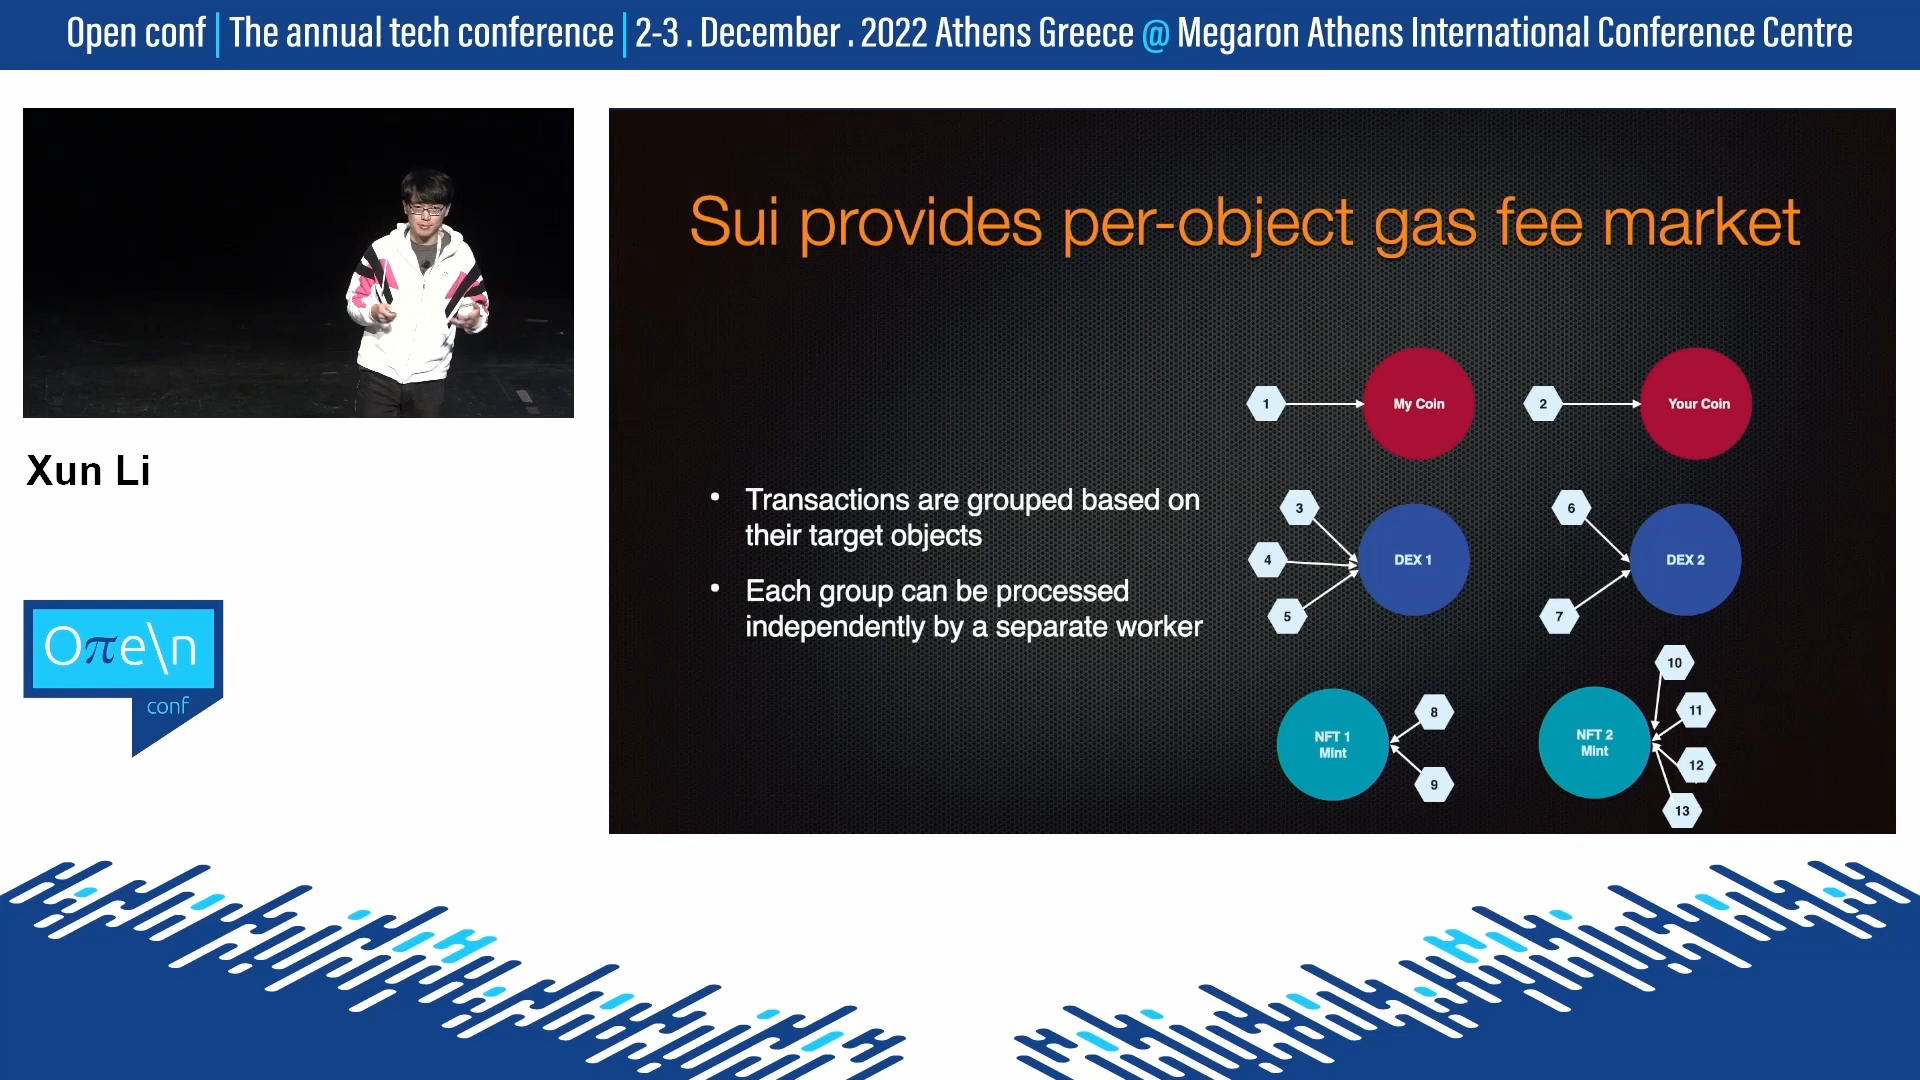 Open conf | The annual tech conference | 2-3 . December . 2022 Athens Greece @ Megaron Athens International Conference Centre
Xun Li
Oπe\n
conf
Sui provides per-object gas fee market
• Transactions are grouped based on
their target objects
• Each group can be processed
independently by a separate worker
1
My Coin
2
Your Coin
3
4
5
DEX 1
6
7
DEX 2
NFT 1
Mint
8
9
NFT 2
Mint
10
11
12
13